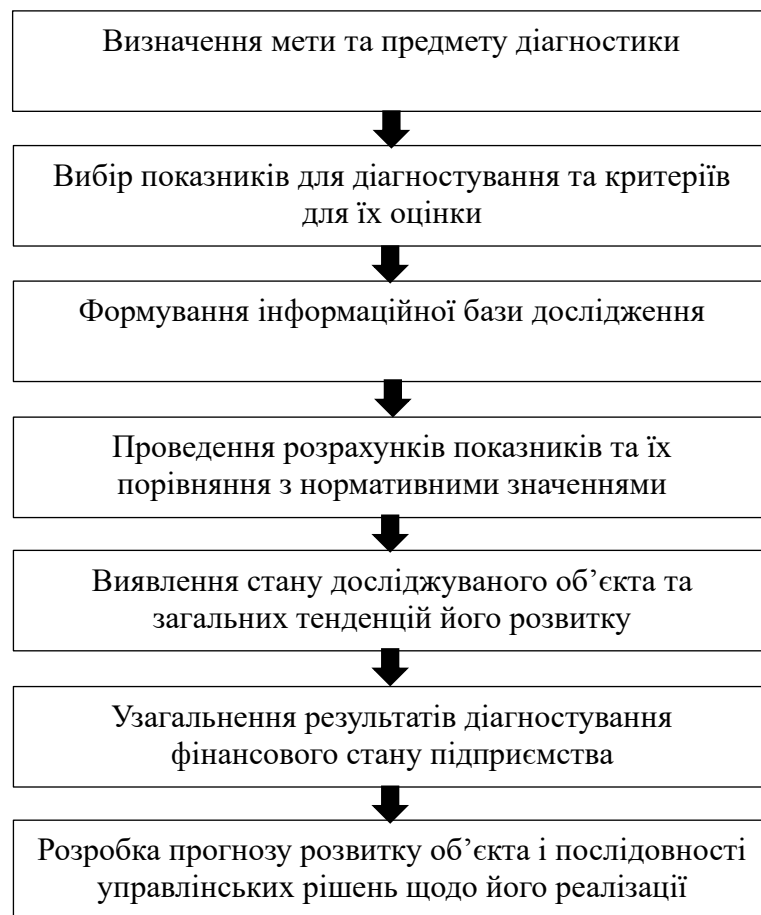 Визначення мети та предмету діагностики
Вибір показників для діагностування та критеріїв
для їх оцінки
Формування інформаційної бази дослідження
Проведення розрахунків показників та їх
порівняння з нормативними значеннями
Виявлення стану досліджуваного об’єкта та
загальних тенденцій його розвитку
Узагальнення результатів діагностування
фінансового стану підприємства
Розробка прогнозу розвитку об’єкта і послідовності
управлінських рішень щодо його реалізації